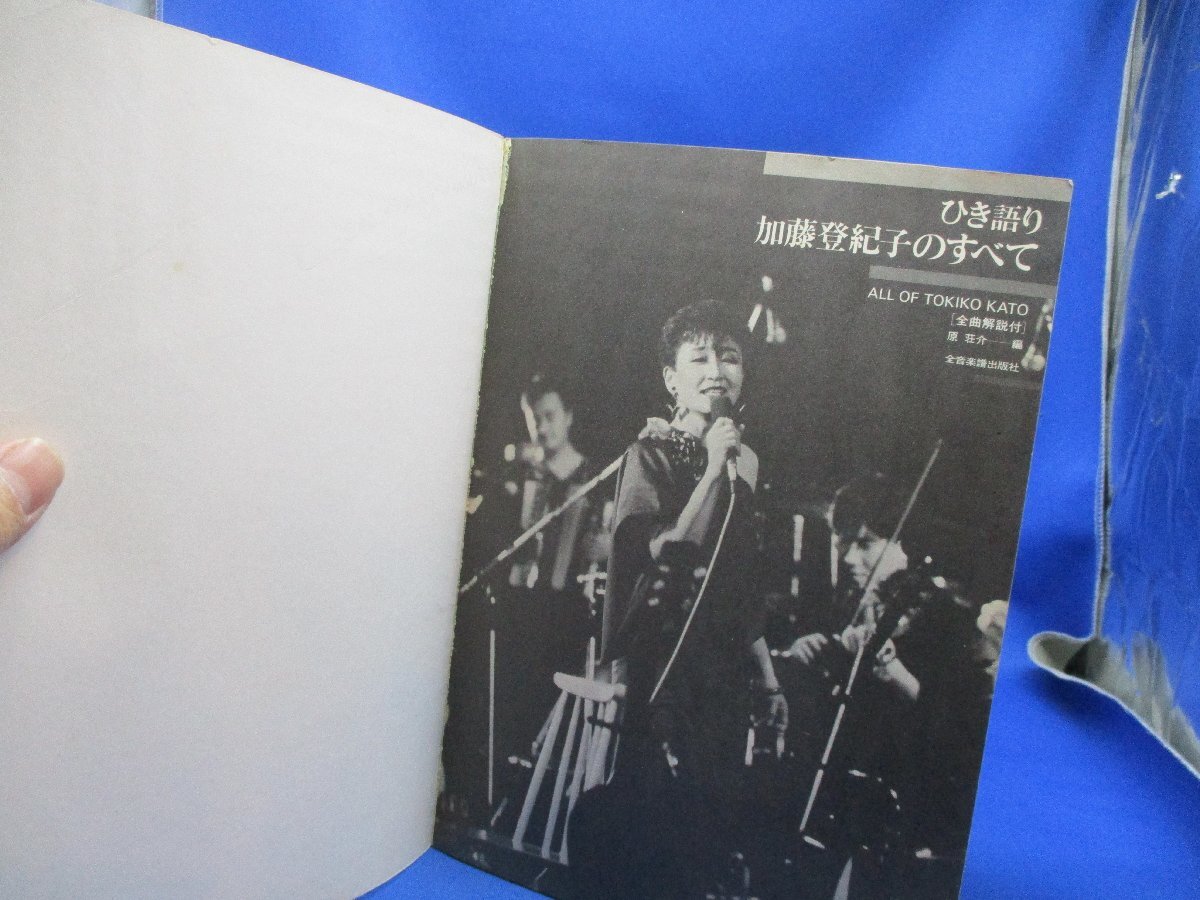 ひき語り
加藤登紀子のすべて
ALL OF TOKIKO KATO
[全曲解説付]
原 荘介──編
全音楽譜出版社